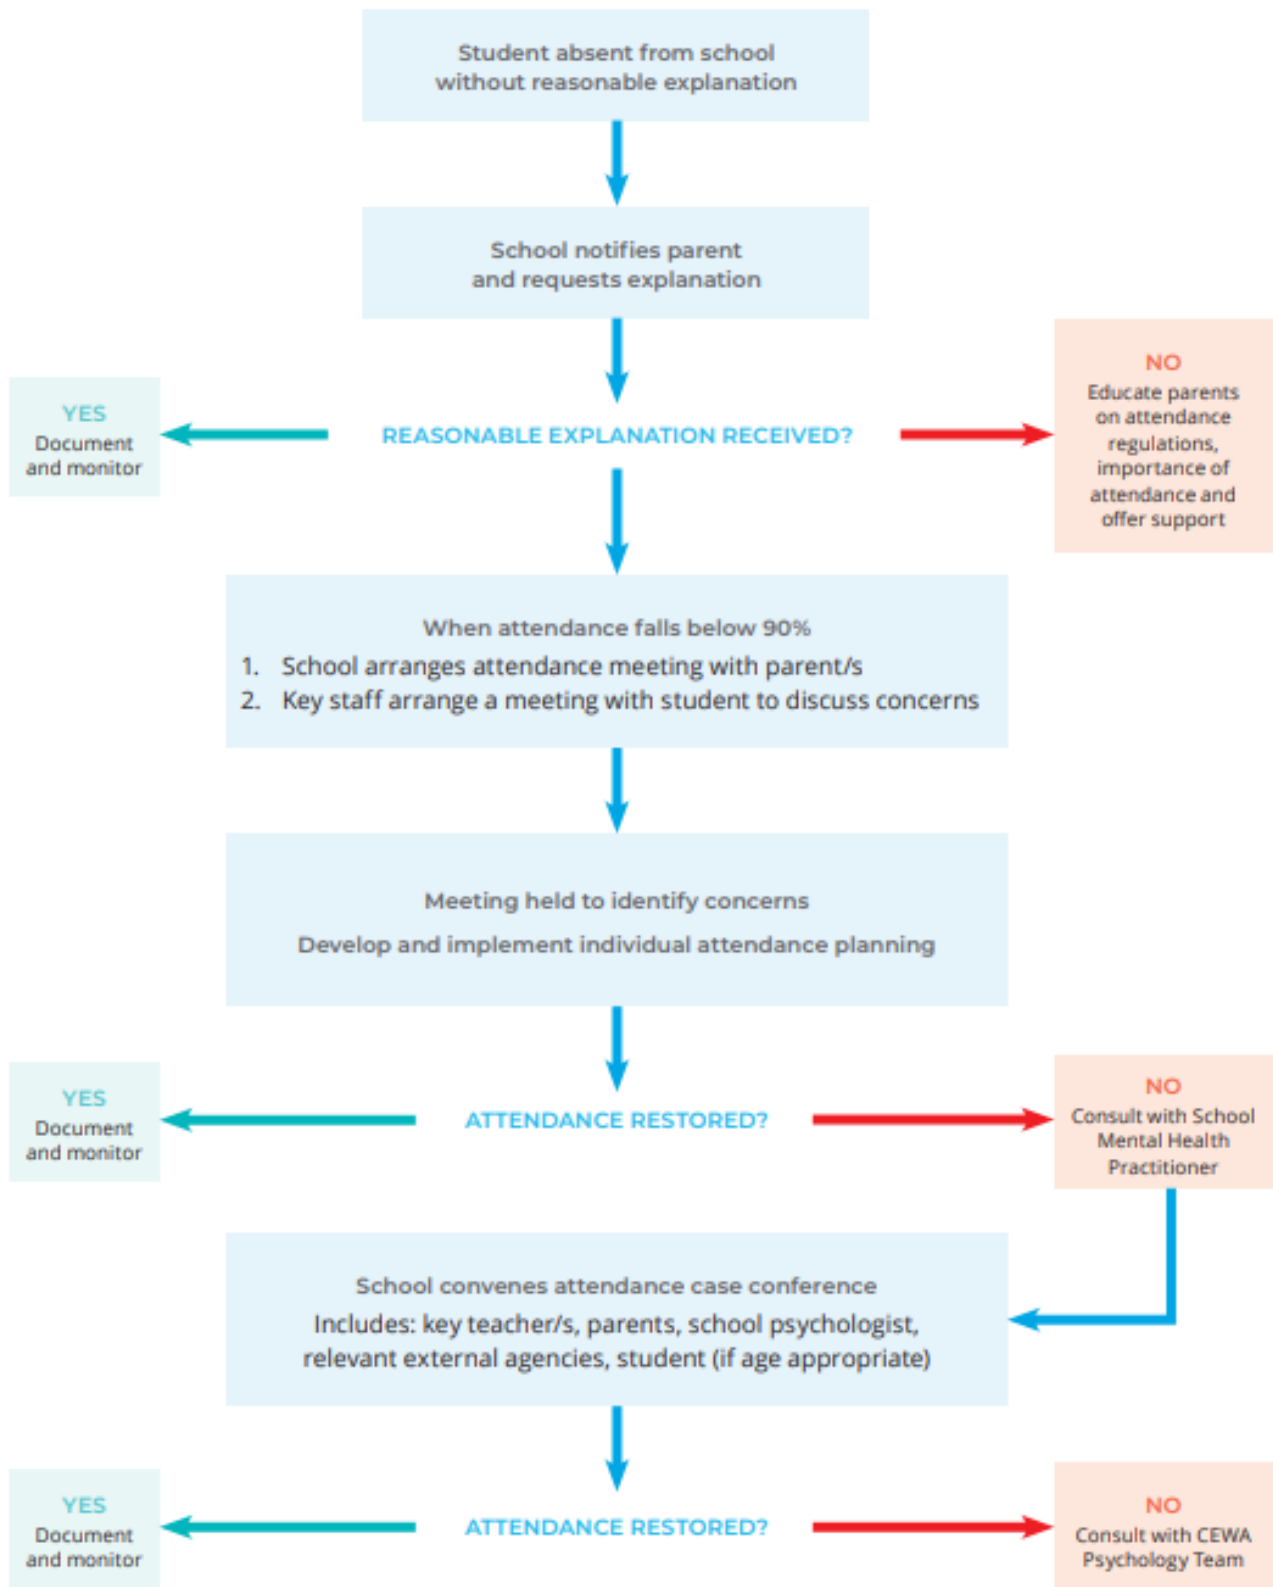 Student absent from school
without reasonable explanation
School notifies parent
and requests explanation
YES
Document
and monitor
REASONABLE EXPLANATION RECEIVED?
NO
Educate parents
on attendance
regulations,
importance of
attendance and
offer support
When attendance falls below 90%
1. School arranges attendance meeting with parent/s
2. Key staff arrange a meeting with student to discuss concerns
Meeting held to identify concerns
Develop and implement individual attendance planning
YES
Document
and monitor
ATTENDANCE RESTORED?
NO
Consult with School
Mental Health
Practitioner
School convenes attendance case conference
Includes: key teacher/s, parents, school psychologist,
relevant external agencies, student (if age appropriate)
YES
Document
and monitor
ATTENDANCE RESTORED?
NO
Consult with CEWA
Psychology Team